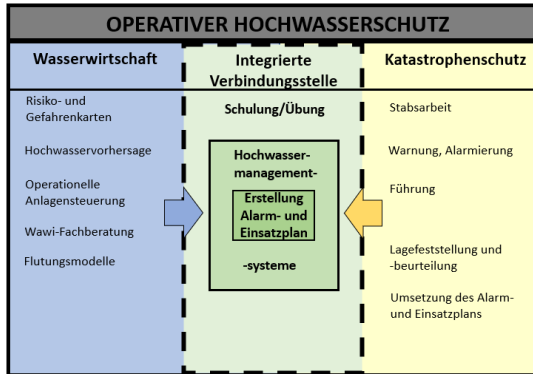 OPERATIVER HOCHWASSERSCHUTZ
Wasserwirtschaft
Risiko- und
Gefahrenkarten
Hochwasservorhersage
Operationelle
Anlagensteuerung
Wawi-Fachberatung
Flutungsmodelle
Integrierte
Verbindungsstelle
Schulung/Übung
Hochwasser-
management-
Erstellung
Alarm- und
Einsatzplan
-systeme
Katastrophenschutz
Stabsarbeit
Warnung, Alarmierung
Führung
Lagefeststellung und
-beurteilung
Umsetzung des Alarm-
und Einsatzplans